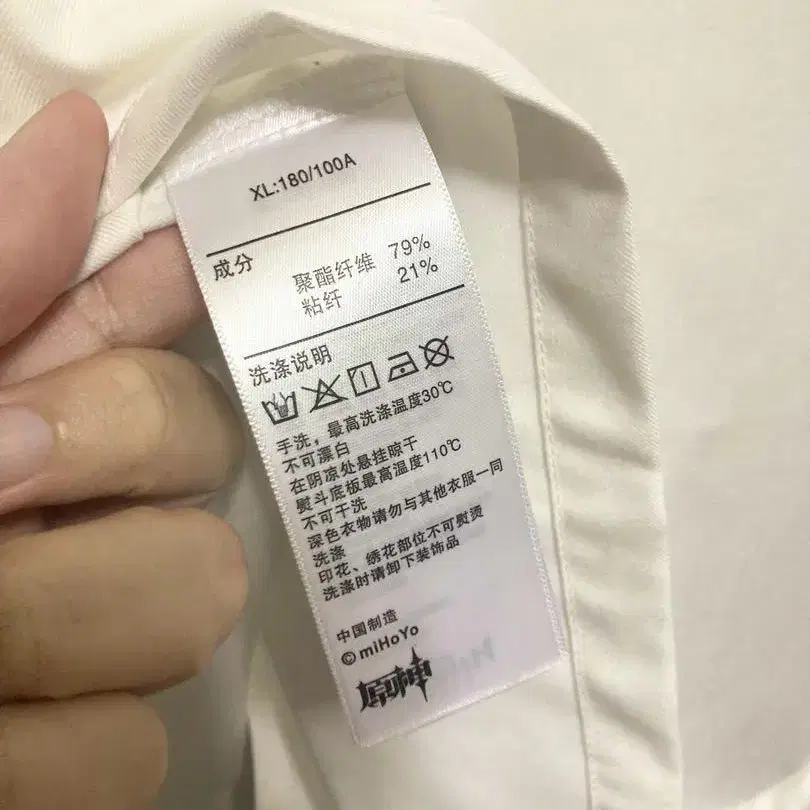 XL:180/100A
成分
聚酯纤维 79%
粘纤 21%
洗涤说明
手洗，最高洗涤温度30℃
不可漂白
在阴凉处悬挂晾干
熨斗底板最高温度110℃
不可干洗
深色衣物请勿与其他衣服一同
洗涤
印花、绣花部位不可熨烫
洗涤时请卸下装饰品
中国制造
©miHoYo
原神